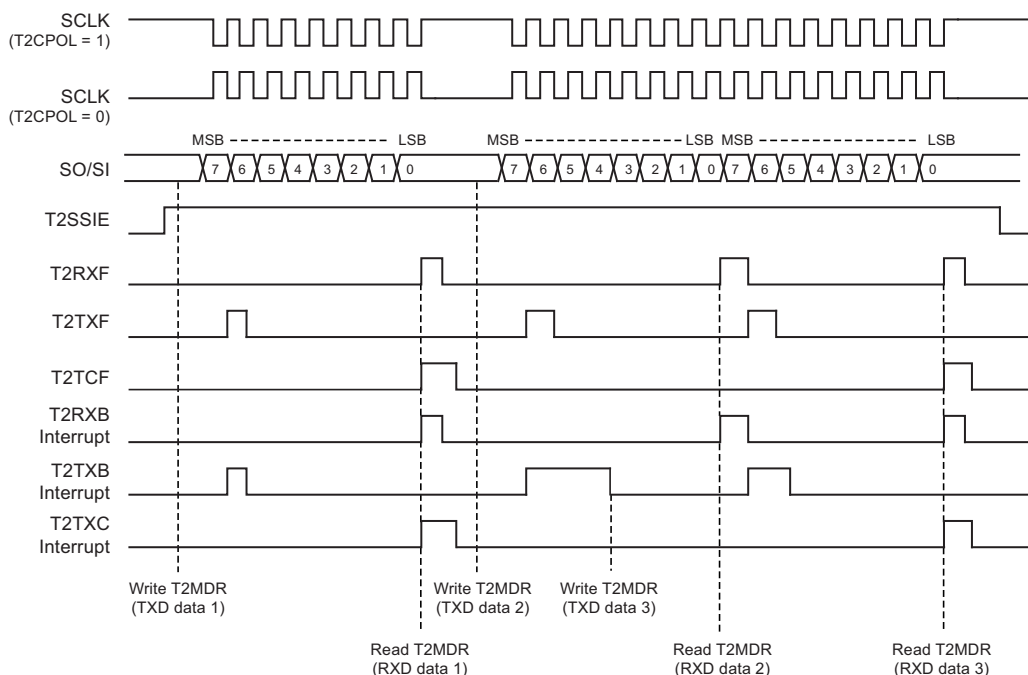 SCLK
(T2CPOL = 1)
SCLK
(T2CPOL = 0)
MSB LSB MSB LSB MSB LSB
SO/SI 7 6 5 4 3 2 1 0 7 6 5 4 3 2 1 0 7 6 5 4 3 2 1 0
T2SSIE
T2RXF
T2TXF
T2TCF
T2RXB
Interrupt
T2TXB
Interrupt
T2TXC
Interrupt
Write T2MDR Write T2MDR Write T2MDR
(TXD data 1) (TXD data 2) (TXD data 3)
Read T2MDR Read T2MDR Read T2MDR
(RXD data 1) (RXD data 2) (RXD data 3)